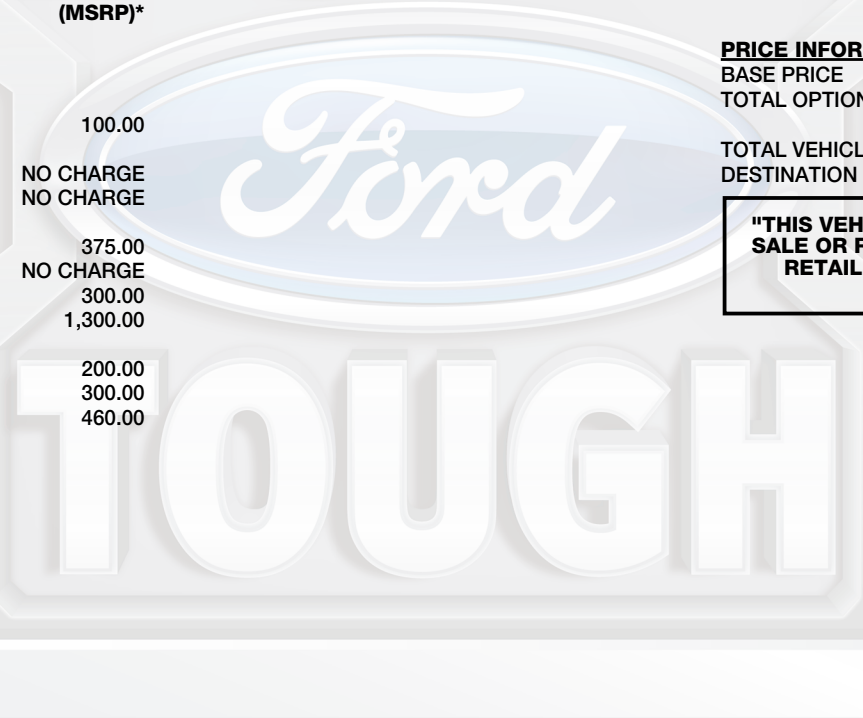 (MSRP)*
100.00
NO CHARGE
NO CHARGE
375.00
NO CHARGE
300.00
1,300.00
200.00
300.00
460.00
PRICE INFOR
BASE PRICE
TOTAL OPTION
TOTAL VEHICL
DESTINATION
"THIS VEH
SALE OR
RETAIL
Ford
TOUGH